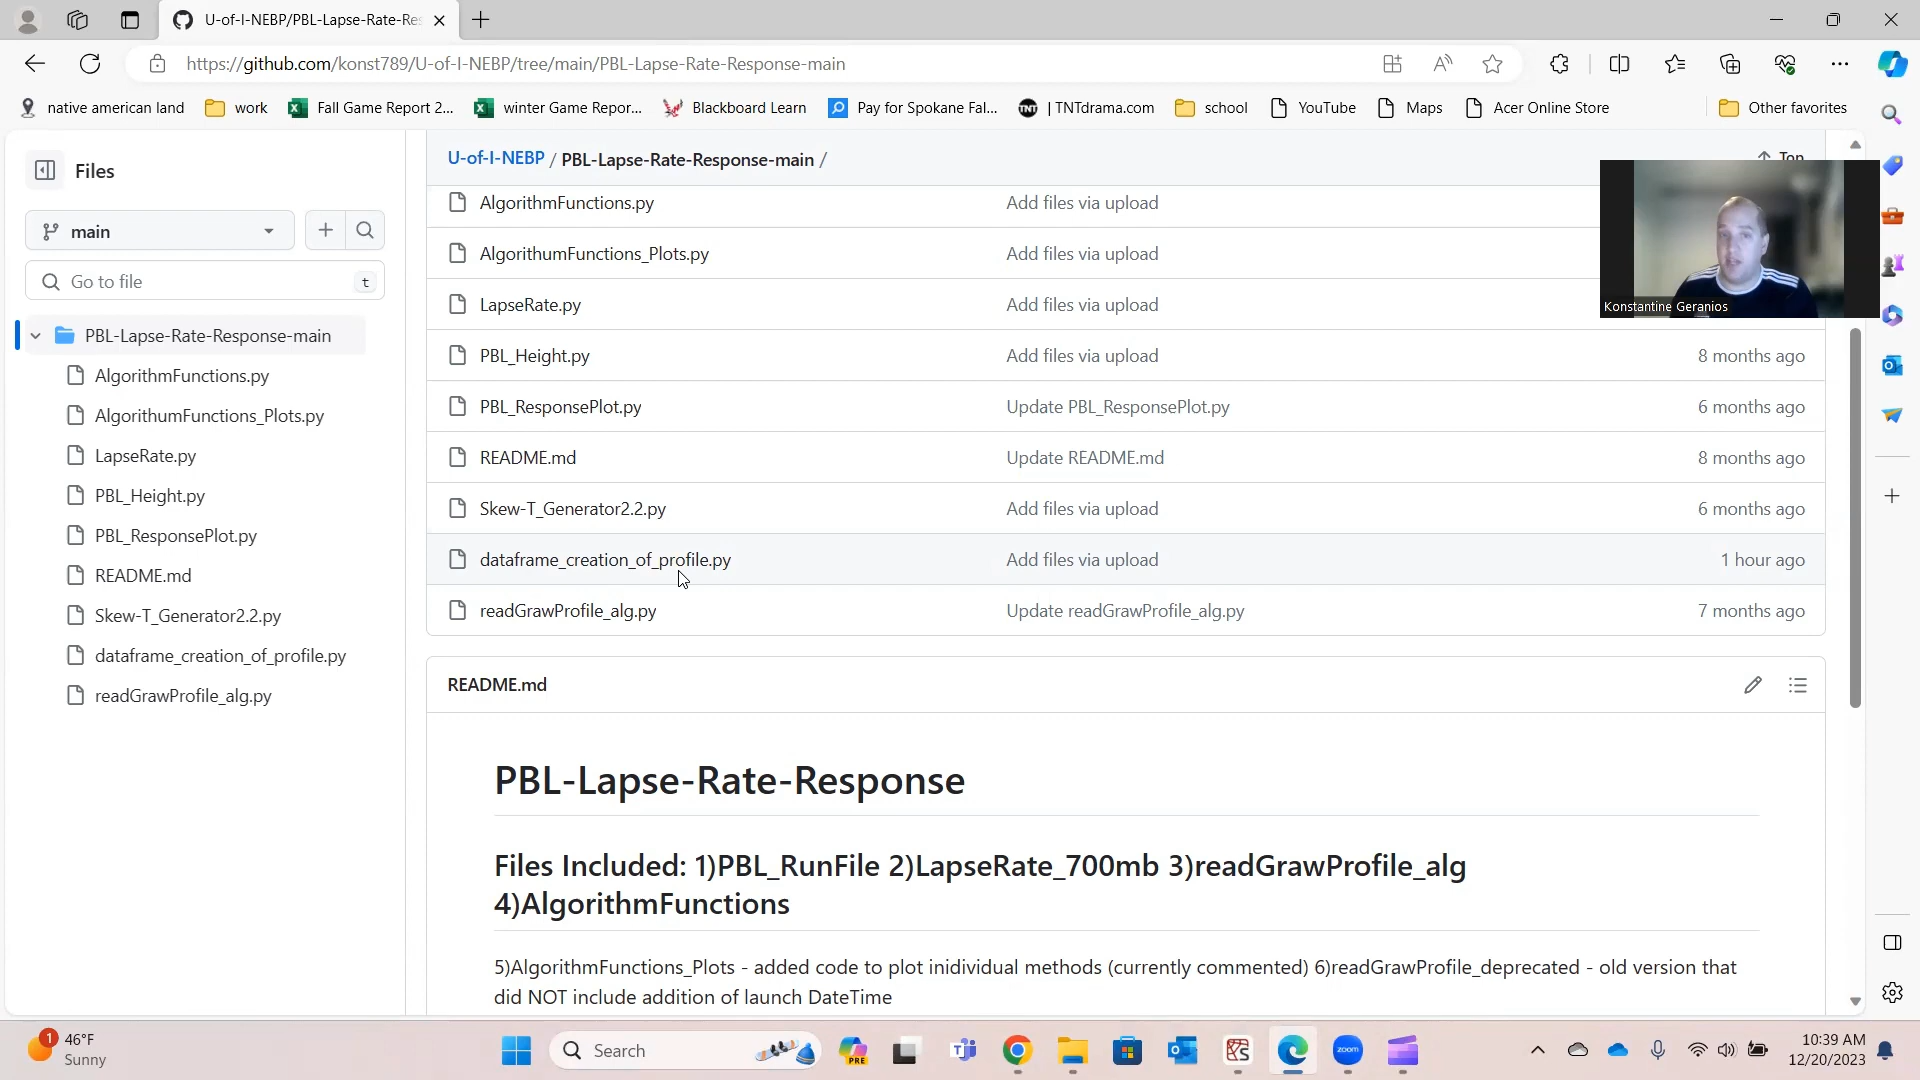 U-of-I-NEBP/PBL-Lapse-Rate-Res
https://github.com/konst789/U-of-I-NEBP/tree/main/PBL-Lapse-Rate-Response-main
native american land work Fall Game Report 2... winter Game Repor... Blackboard Learn Pay for Spokane Fal... TNT | TNTdrama.com school YouTube Maps Acer Online Store Other favorites
Files
main
Go to file t
PBL-Lapse-Rate-Response-main
AlgorithmFunctions.py
AlgorithumFunctions_Plots.py
LapseRate.py
PBL_Height.py
PBL_ResponsePlot.py
README.md
Skew-T_Generator2.2.py
dataframe_creation_of_profile.py
readGrawProfile_alg.py
U-of-I-NEBP / PBL-Lapse-Rate-Response-main / Top
AlgorithmFunctions.py Add files via upload
AlgorithumFunctions_Plots.py Add files via upload
LapseRate.py Add files via upload
PBL_Height.py Add files via upload 8 months ago
PBL_ResponsePlot.py Update PBL_ResponsePlot.py 6 months ago
README.md Update README.md 8 months ago
Skew-T_Generator2.2.py Add files via upload 6 months ago
dataframe_creation_of_profile.py Add files via upload 1 hour ago
readGrawProfile_alg.py Update readGrawProfile_alg.py 7 months ago
Konstantine Geranios
README.md
PBL-Lapse-Rate-Response
Files Included: 1)PBL_RunFile 2)LapseRate_700mb 3)readGrawProfile_alg
4)AlgorithmFunctions
5)AlgorithmFunctions_Plots - added code to plot inidividual methods (currently commented) 6)readGrawProfile_deprecated - old version that
did NOT include addition of launch DateTime
1 46°F
Sunny
Search
PRE
zoom
10:39 AM
12/20/2023